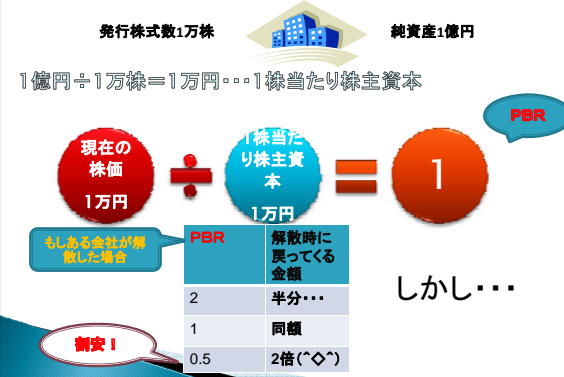 発行株式数1万株
純資産1億円
1億円÷1万株=1万円・・・1株当たり株主資本
PBR
現在の
株価
1万円
÷
1株当た
り株主資
本
1万円
=
1
もしある会社が解
散した場合
PBR
解散時に
戻ってくる
金額
2
半分・・・
1
同額
0.5
2倍(^◇^)
しかし・・・
割安！